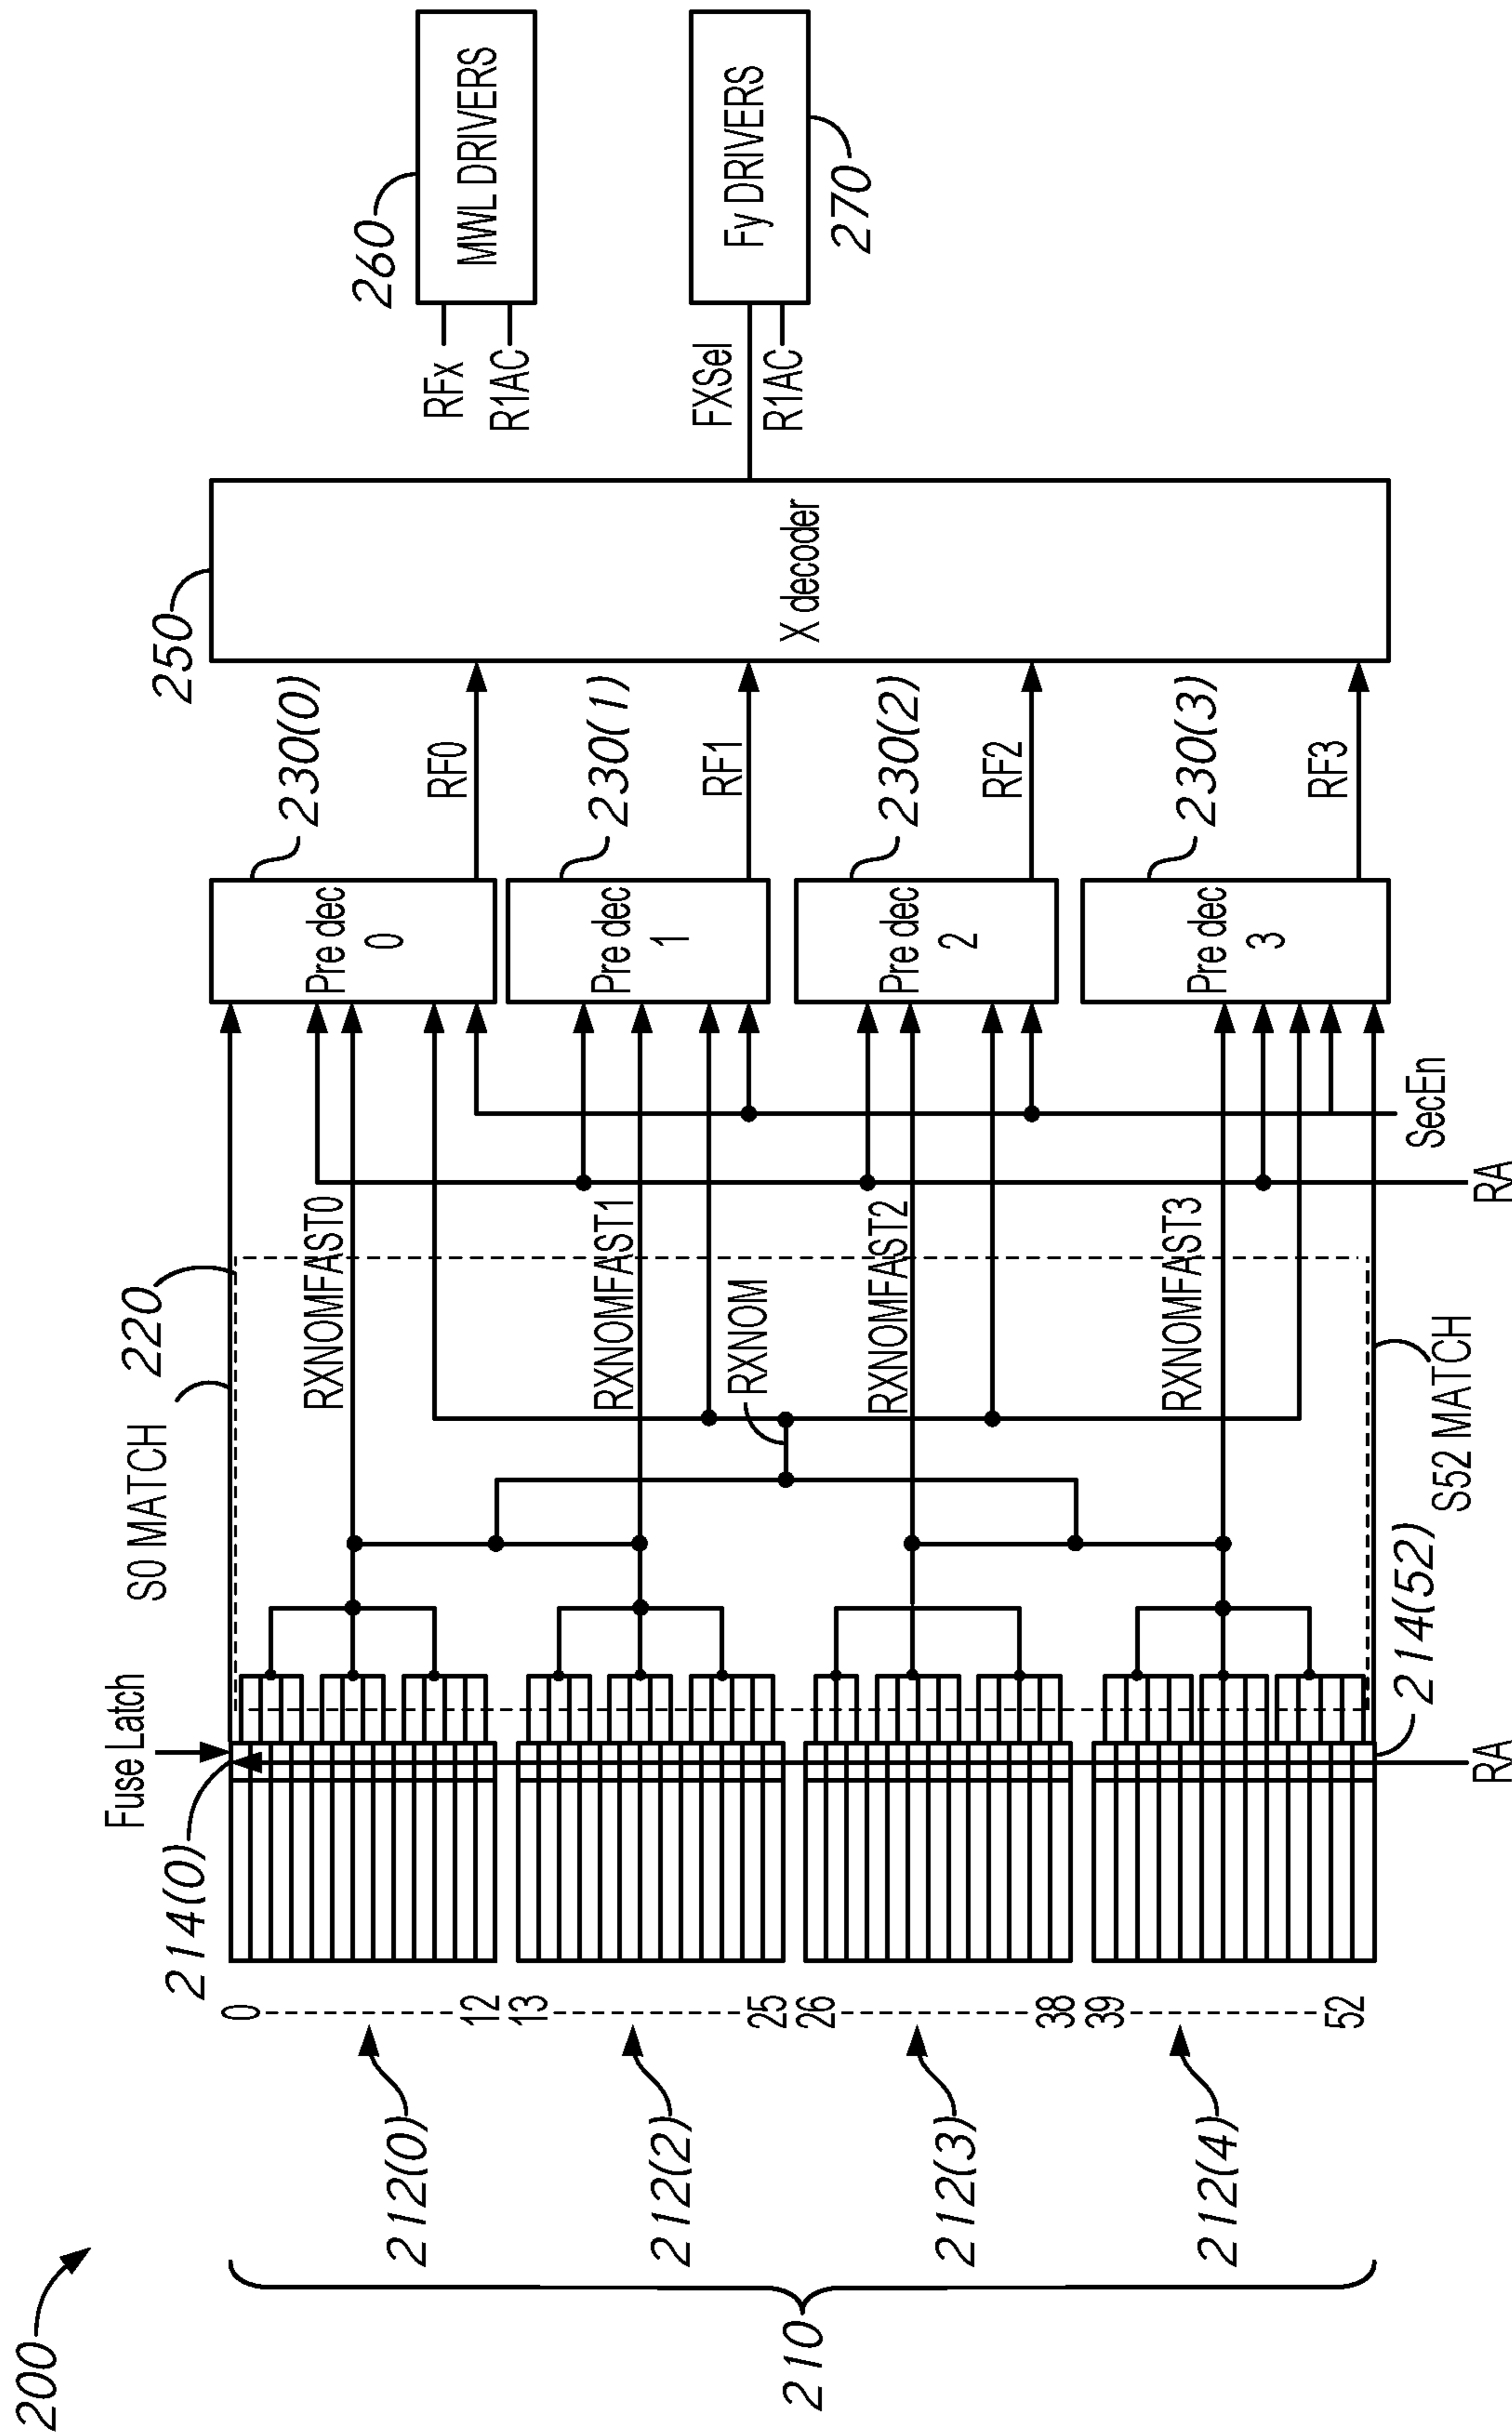 200
210
212(0)
212(2)
212(3)
212(4)
0
12
13
25
26
38
39
52
214(0)
Fuse Latch
RA
214(52)
S0 MATCH
220
S52 MATCH
RXNOMFAST0
RXNOMFAST1
RXNOM
RXNOMFAST2
RXNOMFAST3
RA
SecEn
Pre dec
0
230(0)
RF0
Pre dec
1
230(1)
RF1
Pre dec
2
230(2)
RF2
Pre dec
3
230(3)
RF3
250
X decoder
RFx
R1AC
260
MWL DRIVERS
FXSel
R1AC
Fy DRIVERS
270